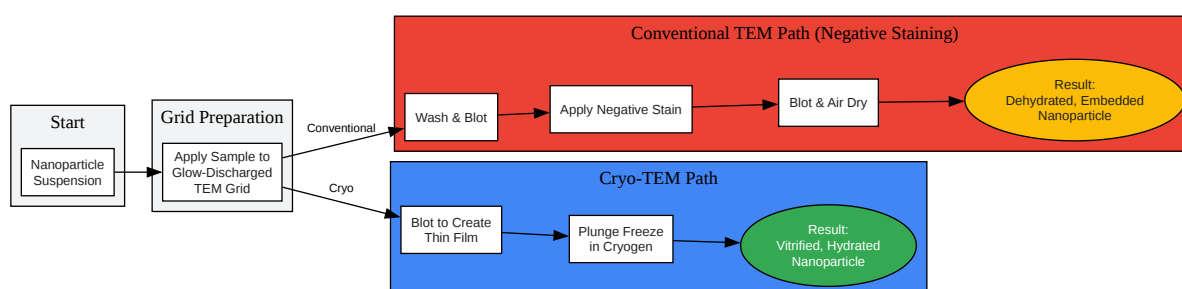 Start
Nanoparticle
Suspension
Grid Preparation
Apply Sample to
Glow-Discharged
TEM Grid
Conventional
Cryo
Conventional TEM Path (Negative Staining)
Wash & Blot
Apply Negative Stain
Blot & Air Dry
Result:
Dehydrated, Embedded
Nanoparticle
Cryo-TEM Path
Blot to Create
Thin Film
Plunge Freeze
in Cryogen
Result:
Vitrified, Hydrated
Nanoparticle